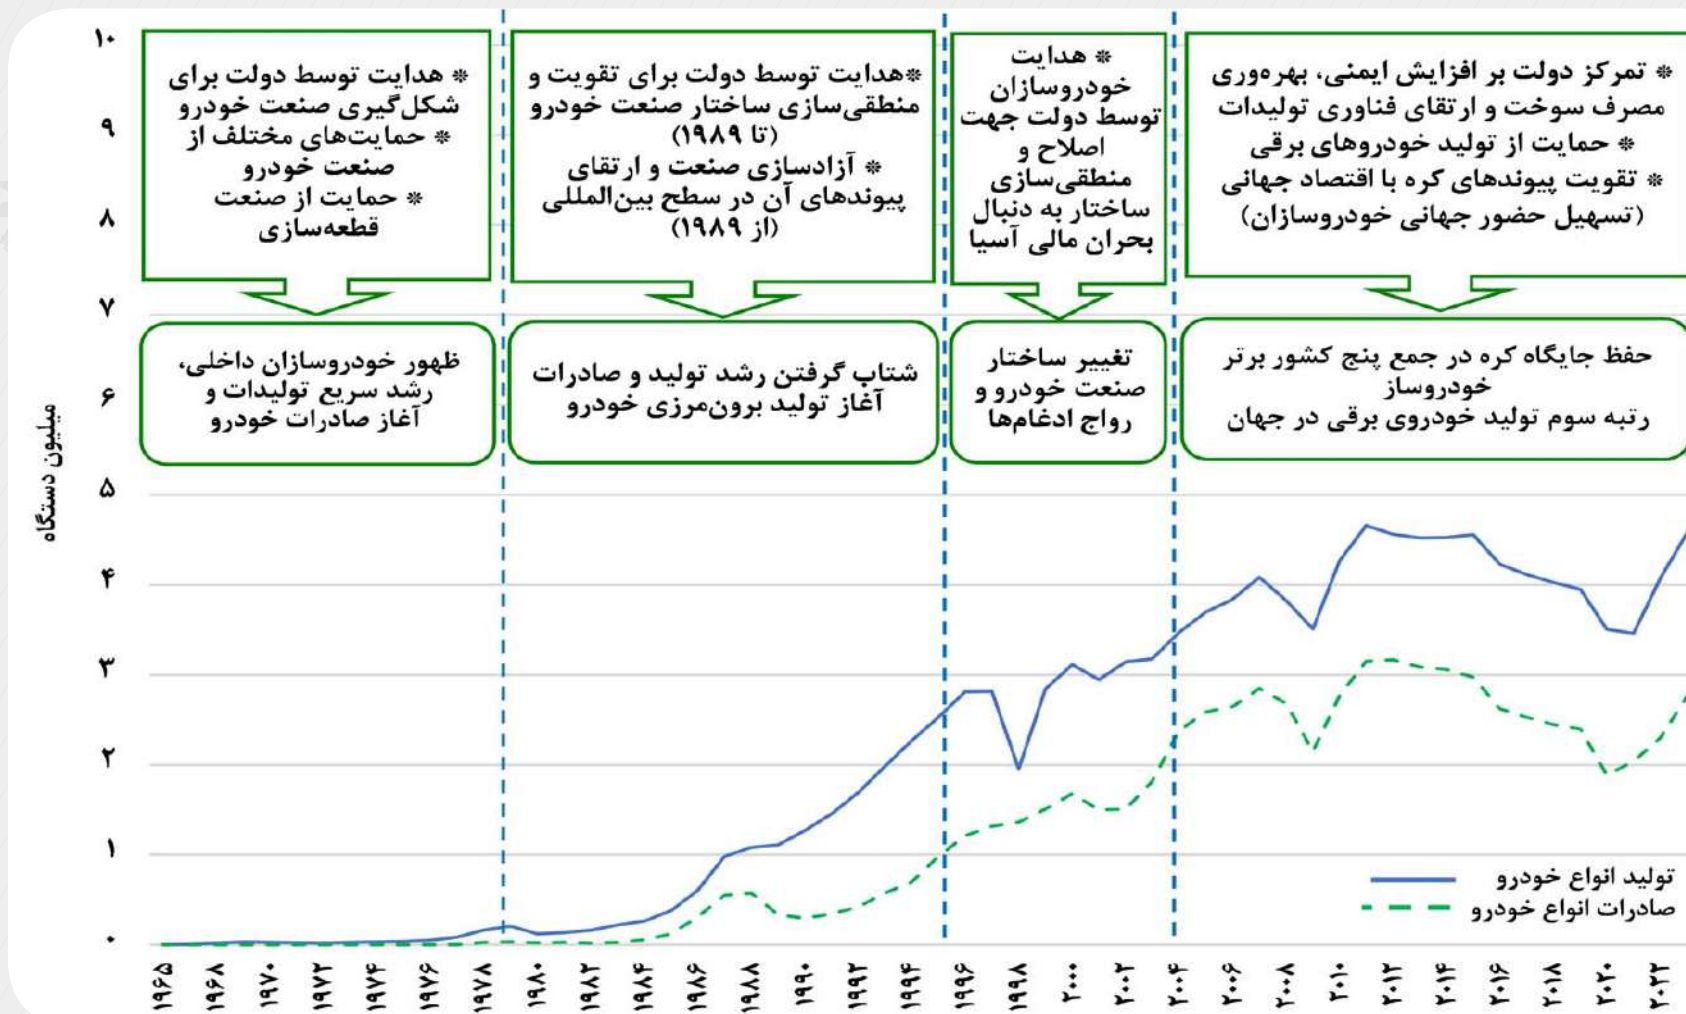 ۱۰
۹
۸
۷
۶
۵
۴
۳
۲
۱
۰
میلیون دستگاه
* هدایت توسط دولت برای
شکل‌گیری صنعت خودرو
* حمایت‌های مختلف از
صنعت خودرو
* حمایت از صنعت
قطعه‌سازی
*هدایت توسط دولت برای تقویت و
منطقی‌سازی ساختار صنعت خودرو
(تا ۱۹۸۹)
* آزادسازی صنعت و ارتقای
پیوندهای آن در سطح بین‌المللی
(از ۱۹۸۹)
* هدایت
خودروسازان
توسط دولت جهت
اصلاح و
منطقی‌سازی
ساختار به دنبال
بحران مالی آسیا
* تمرکز دولت بر افزایش ایمنی، بهره‌وری
مصرف سوخت و ارتقای فناوری تولیدات
* حمایت از تولید خودروهای برقی
* تقویت پیوندهای کره با اقتصاد جهانی
(تسهیل حضور جهانی خودروسازان)
ظهور خودروسازان داخلی،
رشد سریع تولیدات و
آغاز صادرات خودرو
شتاب گرفتن رشد تولید و صادرات
آغاز تولید برون‌مرزی خودرو
تغییر ساختار
صنعت خودرو و
رواج ادغام‌ها
حفظ جایگاه کره در جمع پنج کشور برتر
خودروساز
رتبه سوم تولید خودروی برقی در جهان
تولید انواع خودرو
صادرات انواع خودرو
۱۹۶۵
۱۹۶۸
۱۹۷۰
۱۹۷۲
۱۹۷۴
۱۹۷۶
۱۹۷۸
۱۹۸۰
۱۹۸۲
۱۹۸۴
۱۹۸۶
۱۹۸۸
۱۹۹۰
۱۹۹۲
۱۹۹۴
۱۹۹۶
۱۹۹۸
۲۰۰۰
۲۰۰۲
۲۰۰۴
۲۰۰۶
۲۰۰۸
۲۰۱۰
۲۰۱۲
۲۰۱۴
۲۰۱۶
۲۰۱۸
۲۰۲۰
۲۰۲۲